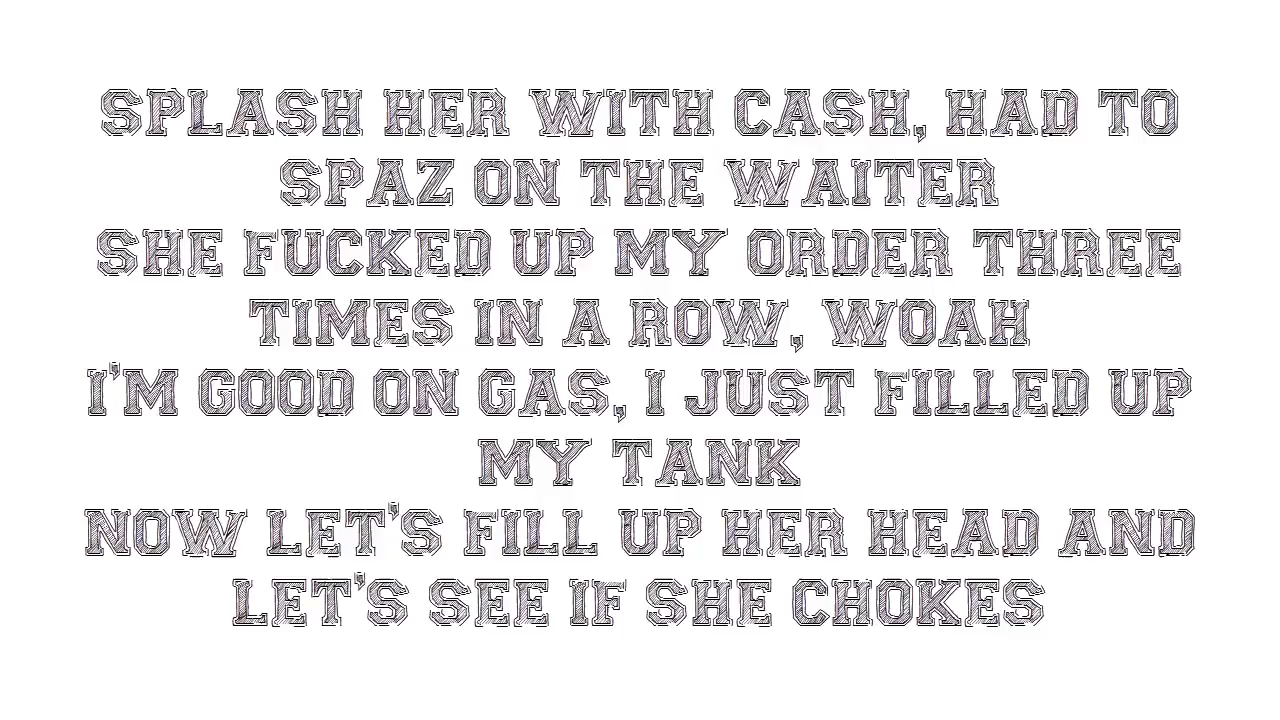 SPLASH HER WITH CASH, HAD TO
SPAZ ON THE WAITER
SHE FUCKED UP MY ORDER THREE
TIMES IN A ROW, WOAH
I'M GOOD ON GAS, I JUST FILLED UP
MY TANK
NOW LET'S FILL UP HER HEAD AND
LET'S SEE IF SHE CHOKES